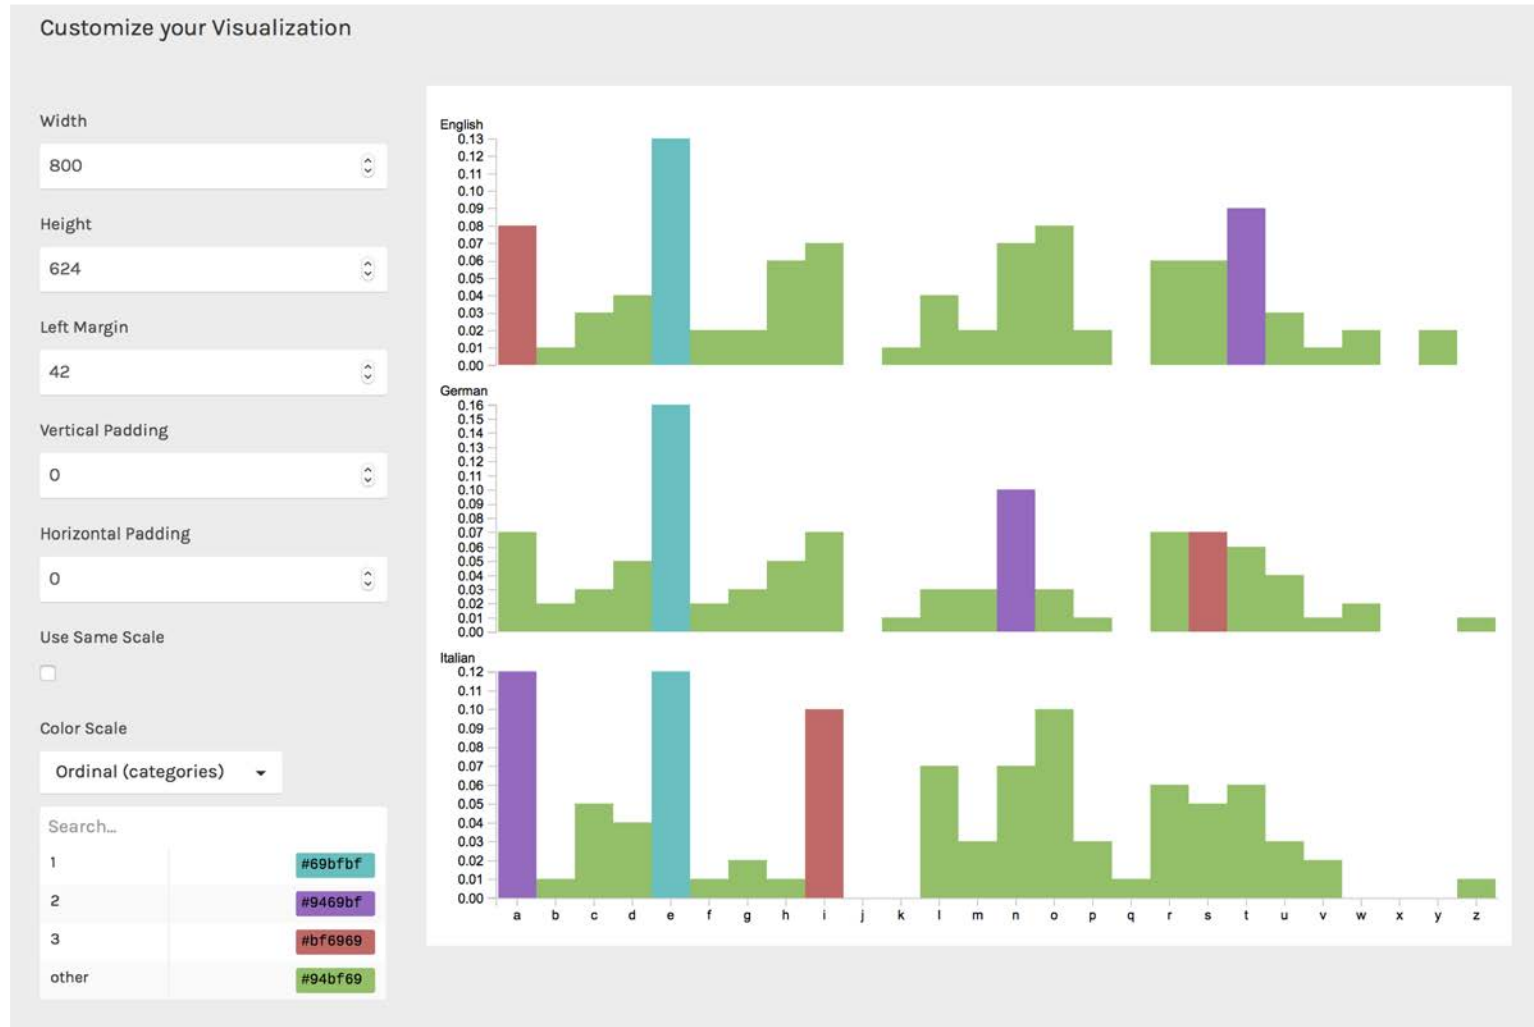 Customize your Visualization
Width
800
Height
624
Left Margin
42
Vertical Padding
0
Horizontal Padding
0
Use Same Scale
Color Scale
Ordinal (categories)
Search...
1 #69bfbf
2 #9469bf
3 #bf6969
other #94bf69
English
0.13
0.12
0.11
0.10
0.09
0.08
0.07
0.06
0.05
0.04
0.03
0.02
0.01
0.00
German
0.16
0.15
0.14
0.13
0.12
0.11
0.10
0.09
0.08
0.07
0.06
0.05
0.04
0.03
0.02
0.01
0.00
Italian
0.12
0.11
0.10
0.09
0.08
0.07
0.06
0.05
0.04
0.03
0.02
0.01
0.00
a b c d e f g h i j k l m n o p q r s t u v w x y z